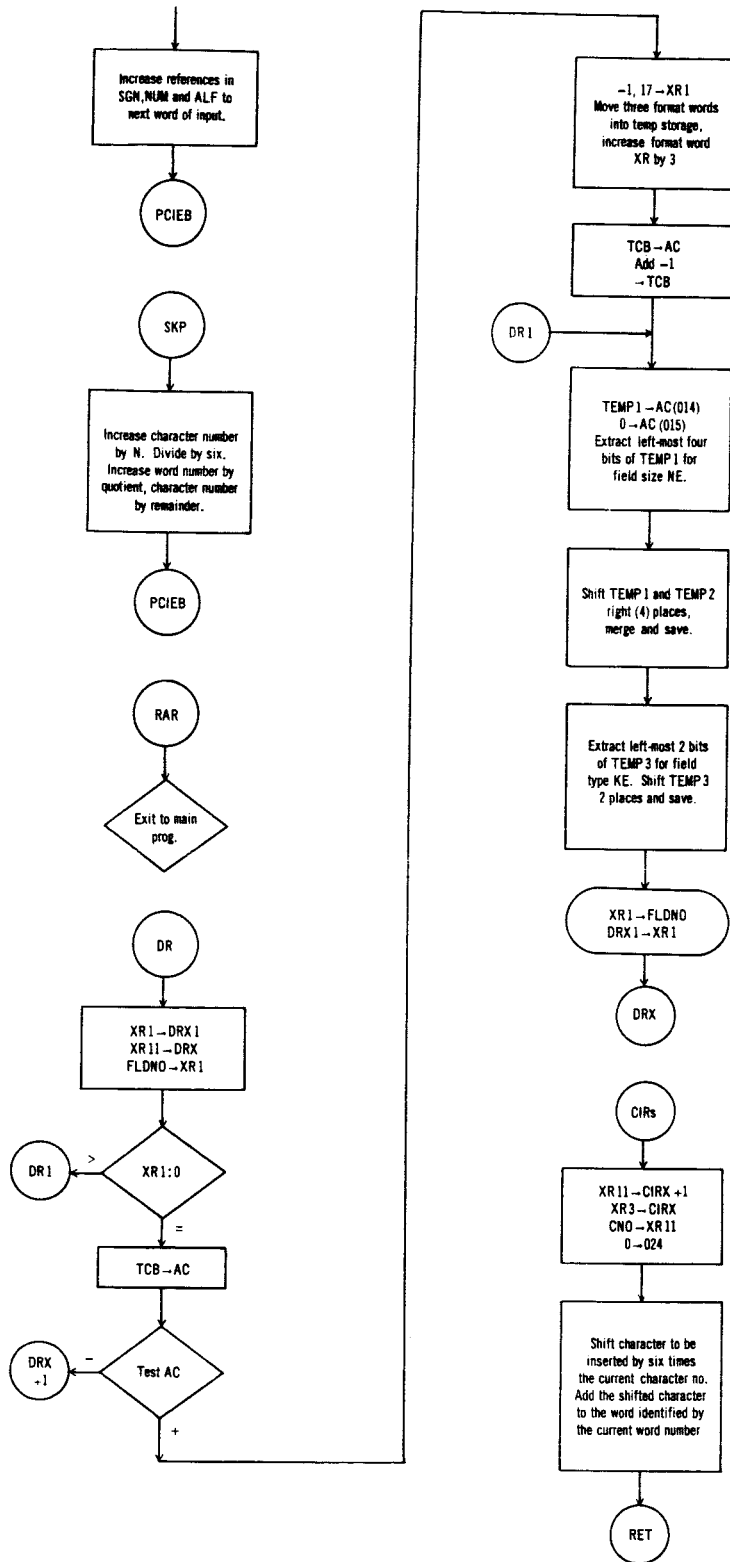 Increase references in
SGN,NUM and ALF to
next word of input.
PCIEB
SKP
Increase character number
by N. Divide by six.
Increase word number by
quotient, character number
by remainder.
PCIEB
RAR
Exit to main
prog.
DR
XR1→DRX1
XR11→DRX
FLDNO→XR1
XR1:0
>
DR1
=
TCB→AC
Test AC
−
DRX
+1
+
−1, 17→XR1
Move three format words
into temp storage,
increase format word
XR by 3
TCB→AC
Add −1
→TCB
DR1
TEMP1→AC(014)
0→AC(015)
Extract left-most four
bits of TEMP1 for
field size NE.
Shift TEMP1 and TEMP2
right (4) places,
merge and save.
Extract left-most 2 bits
of TEMP3 for field
type KE. Shift TEMP3
2 places and save.
XR1→FLDNO
DRX1→XR1
DRX
CIRs
XR11→CIRX +1
XR3→CIRX
CNO→XR11
0→024
Shift character to be
inserted by six times
the current character no.
Add the shifted character
to the word identified by
the current word number
RET